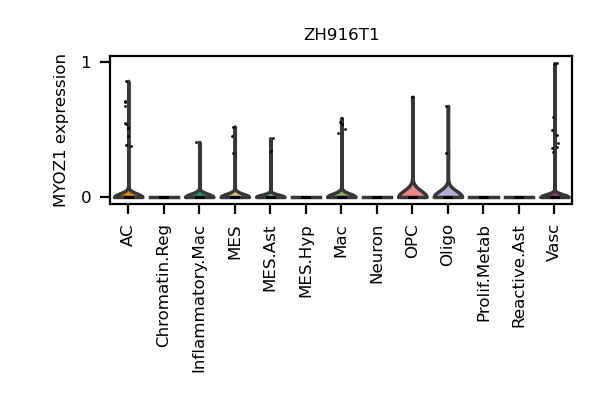 ZH916T1
MYOZ1 expression
1
0
AC
Chromatin.Reg
Inflammatory.Mac
MES
MES.Ast
MES.Hyp
Mac
Neuron
OPC
Oligo
Prolif.Metab
Reactive.Ast
Vasc